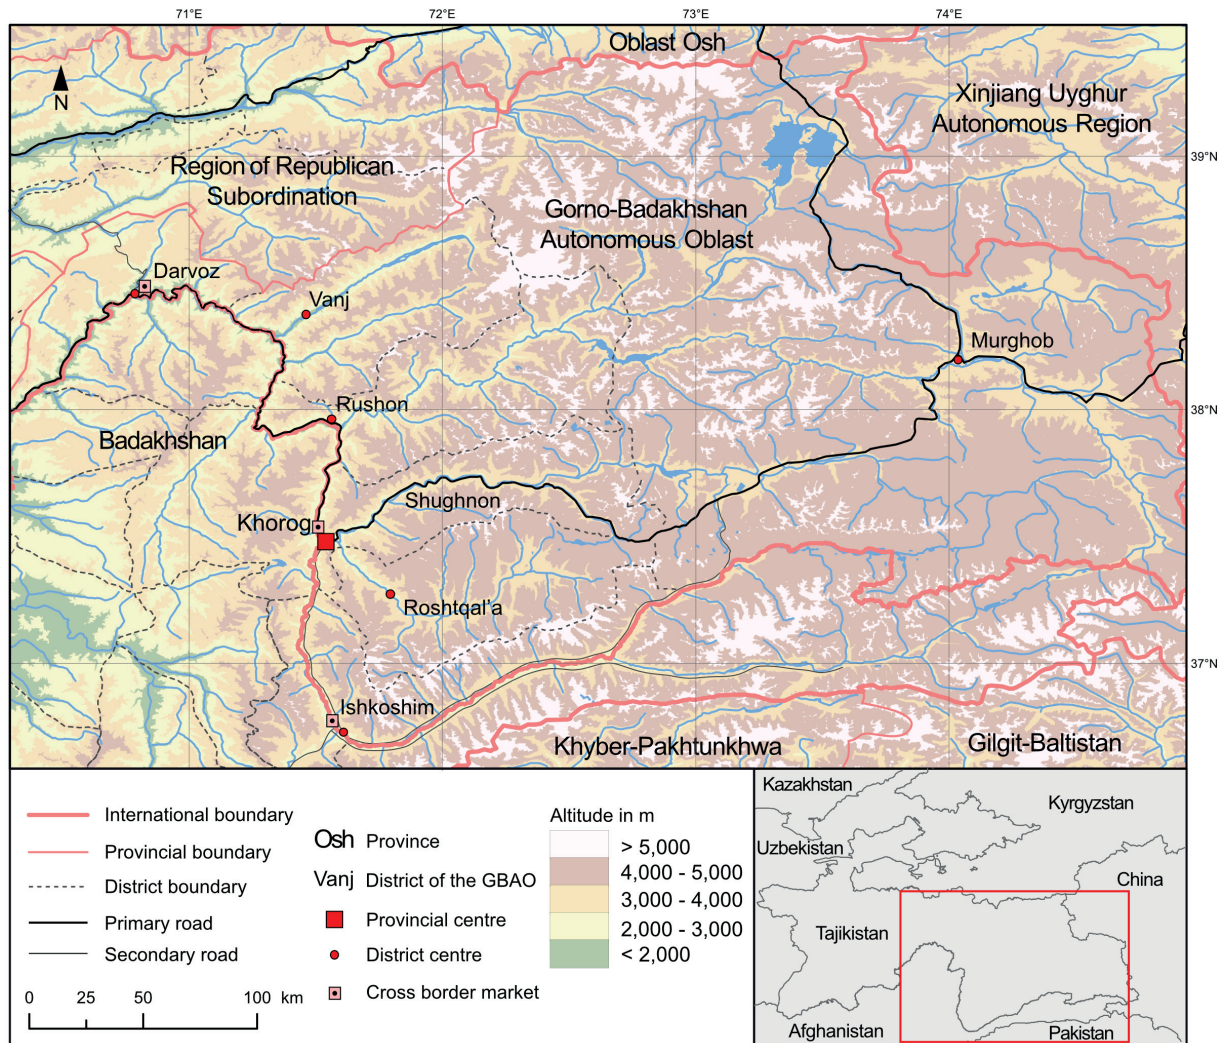 71°E
72°E
73°E
74°E
Oblast Osh
N
Xinjiang Uyghur
Autonomous Region
39°N
Region of Republican
Subordination
Gorno-Badakhshan
Autonomous Oblast
Darvoz
Vanj
Murghob
Rushon
38°N
Badakhshan
Shughnon
Khorog
Roshtqal'a
37°N
Ishkoshim
Khyber-Pakhtunkhwa
Gilgit-Baltistan
International boundary
Provincial boundary
District boundary
Primary road
Secondary road
0 25 50 100 km
Osh Province
Vanj District of the GBAO
Provincial centre
District centre
Cross border market
Altitude in m
> 5,000
4,000 - 5,000
3,000 - 4,000
2,000 - 3,000
< 2,000
Kazakhstan
Kyrgyzstan
Uzbekistan
China
Tajikistan
Afghanistan
Pakistan